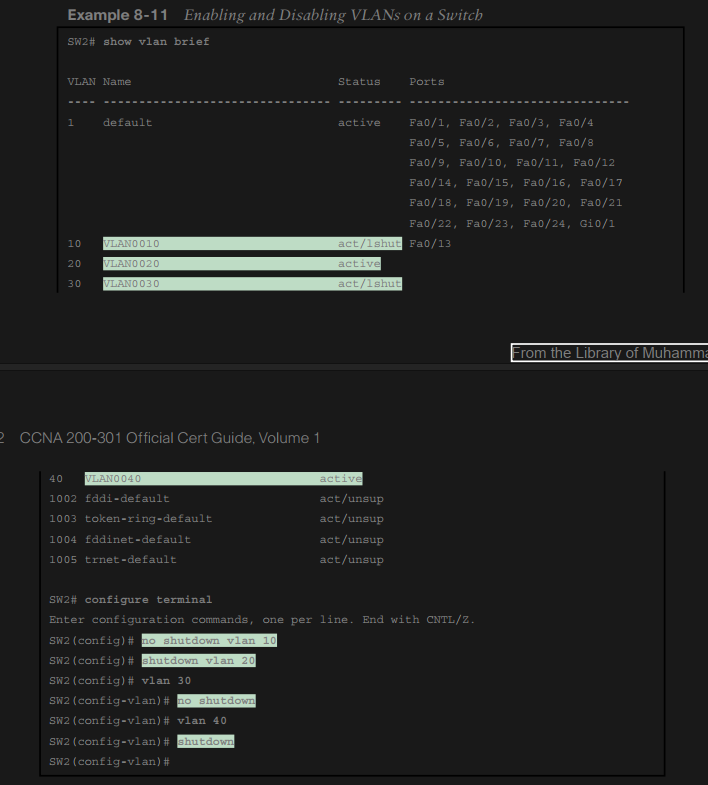 Example 8-11 Enabling and Disabling VLANs on a Switch
SW2# show vlan brief
VLAN Name Status Ports
---- -------------------------------- --------- -------------------------------
1 default active Fa0/1, Fa0/2, Fa0/3, Fa0/4
Fa0/5, Fa0/6, Fa0/7, Fa0/8
Fa0/9, Fa0/10, Fa0/11, Fa0/12
Fa0/14, Fa0/15, Fa0/16, Fa0/17
Fa0/18, Fa0/19, Fa0/20, Fa0/21
Fa0/22, Fa0/23, Fa0/24, Gi0/1
10 VLAN0010 act/lshut Fa0/13
20 VLAN0020 active
30 VLAN0030 act/lshut
From the Library of Muhamma
2 CCNA 200-301 Official Cert Guide, Volume 1
40 VLAN0040 active
1002 fddi-default act/unsup
1003 token-ring-default act/unsup
1004 fddinet-default act/unsup
1005 trnet-default act/unsup
SW2# configure terminal
Enter configuration commands, one per line. End with CNTL/Z.
SW2(config)# no shutdown vlan 10
SW2(config)# shutdown vlan 20
SW2(config)# vlan 30
SW2(config-vlan)# no shutdown
SW2(config-vlan)# vlan 40
SW2(config-vlan)# shutdown
SW2(config-vlan)#